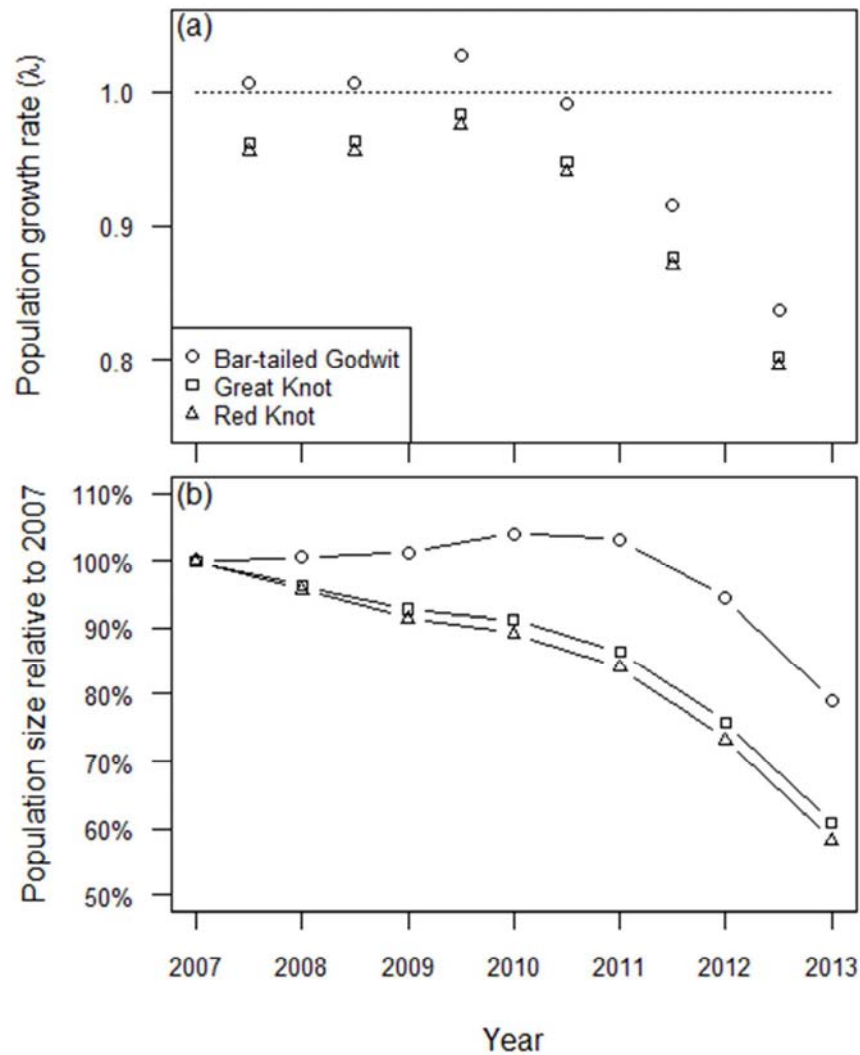 (a)
Population growth rate (λ)
1.0
0.9
0.8
Bar-tailed Godwit
Great Knot
Red Knot
(b)
Population size relative to 2007
110%
100%
90%
80%
70%
60%
50%
2007 2008 2009 2010 2011 2012 2013
Year